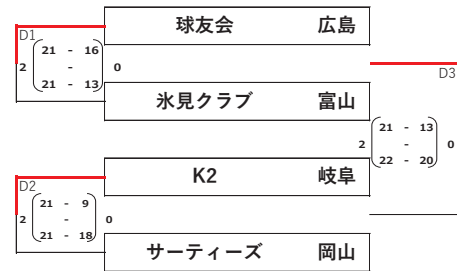 球友会 広島
D1
21 - 16
2 - 0
21 - 13
D3
氷見クラブ 富山
21 - 13
2 - 0
22 - 20
K2 岐阜
D2
21 - 9
2 - 0
21 - 18
サーティーズ 岡山